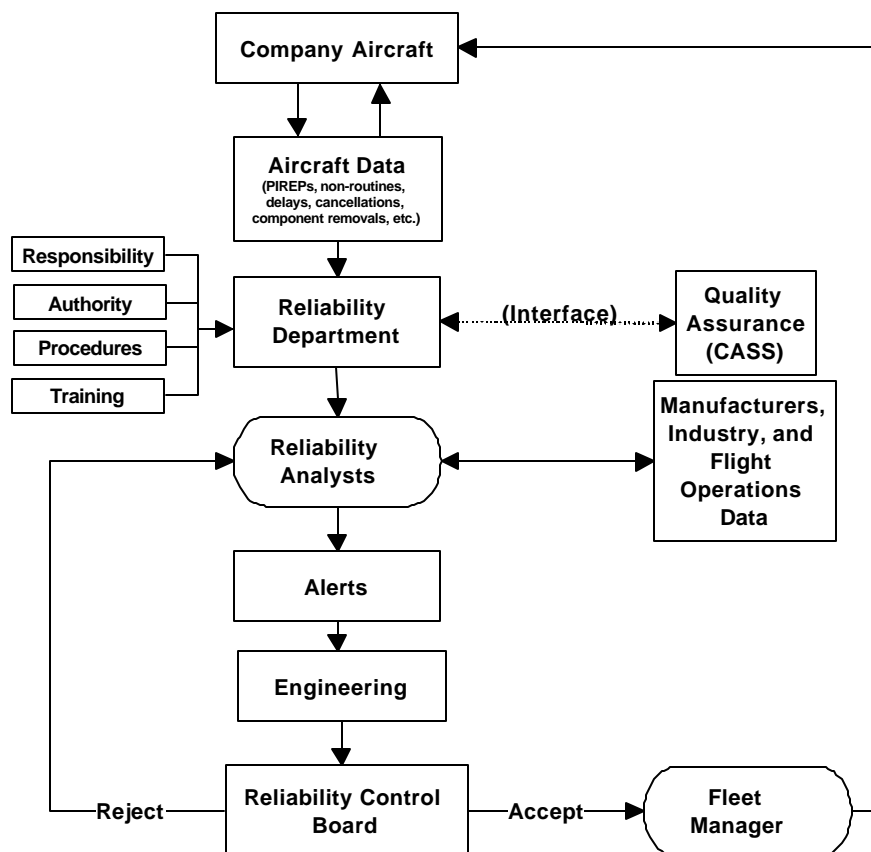 Company Aircraft
Aircraft Data
(PIREPs, non-routines,
delays, cancellations,
component removals, etc.)
Responsibility
Authority
Procedures
Training
Reliability
Department
(Interface)
Quality
Assurance
(CASS)
Manufacturers,
Industry, and
Flight
Operations
Data
Reliability
Analysts
Alerts
Engineering
Reject
Reliability Control
Board
Accept
Fleet
Manager